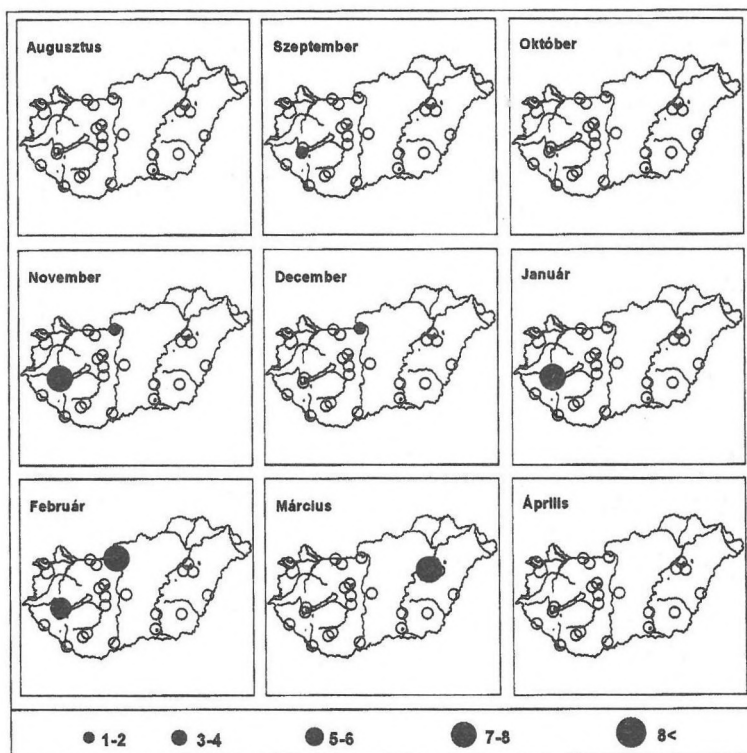 Augusztus
Szeptember
Október
November
December
Január
Február
Március
Április
1-2
3-4
5-6
7-8
8<